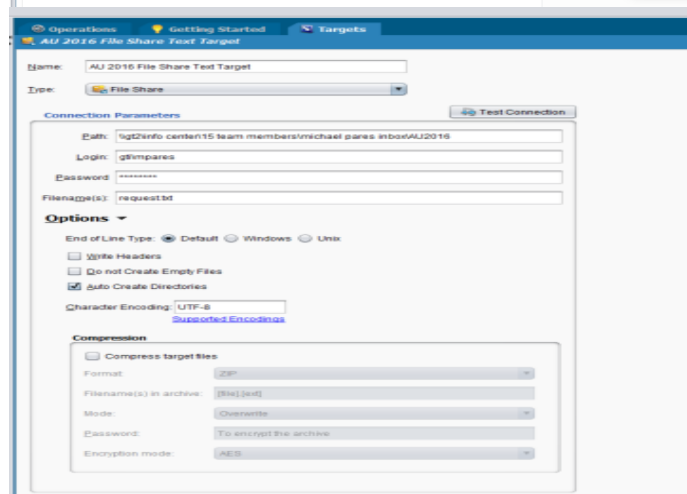 Operations Getting Started Targets
AU 2016 File Share Text Target
Name: AU 2016 File Share Text Target
Type: File Share
Connection Parameters Test Connection
Path: \\gt2\info center\15 team members\michael pares inbox\AU2016
Login: gtl\mpares
Password ********
Filename(s): request.txt
Options
End of Line Type: Default Windows Unix
Write Headers
Do not Create Empty Files
Auto Create Directories
Character Encoding: UTF-8
Supported Encodings
Compression
Compress target files
Format: ZIP
Filename(s) in archive: [file].[ext]
Mode: Overwrite
Password: To encrypt the archive
Encryption mode: AES